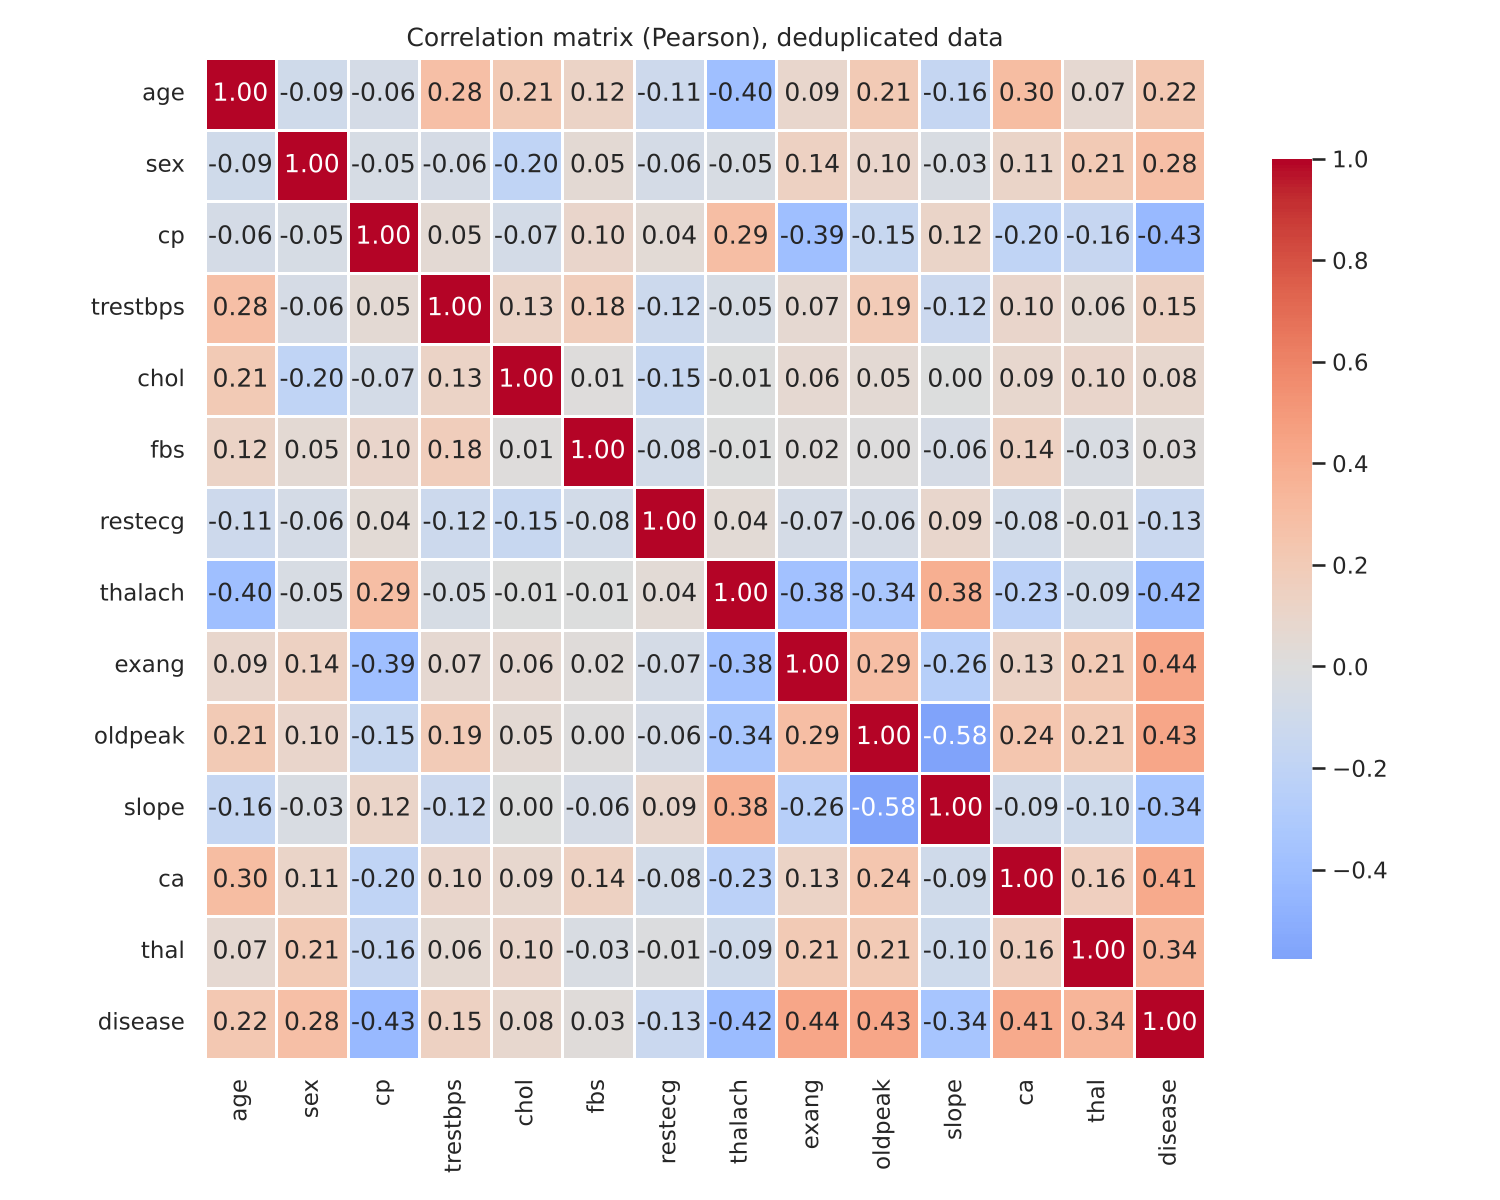 Correlation matrix (Pearson), deduplicated data
age 1.00 -0.09 -0.06 0.28 0.21 0.12 -0.11 -0.40 0.09 0.21 -0.16 0.30 0.07 0.22
sex -0.09 1.00 -0.05 -0.06 -0.20 0.05 -0.06 -0.05 0.14 0.10 -0.03 0.11 0.21 0.28
cp -0.06 -0.05 1.00 0.05 -0.07 0.10 0.04 0.29 -0.39 -0.15 0.12 -0.20 -0.16 -0.43
trestbps 0.28 -0.06 0.05 1.00 0.13 0.18 -0.12 -0.05 0.07 0.19 -0.12 0.10 0.06 0.15
chol 0.21 -0.20 -0.07 0.13 1.00 0.01 -0.15 -0.01 0.06 0.05 0.00 0.09 0.10 0.08
fbs 0.12 0.05 0.10 0.18 0.01 1.00 -0.08 -0.01 0.02 0.00 -0.06 0.14 -0.03 0.03
restecg -0.11 -0.06 0.04 -0.12 -0.15 -0.08 1.00 0.04 -0.07 -0.06 0.09 -0.08 -0.01 -0.13
thalach -0.40 -0.05 0.29 -0.05 -0.01 -0.01 0.04 1.00 -0.38 -0.34 0.38 -0.23 -0.09 -0.42
exang 0.09 0.14 -0.39 0.07 0.06 0.02 -0.07 -0.38 1.00 0.29 -0.26 0.13 0.21 0.44
oldpeak 0.21 0.10 -0.15 0.19 0.05 0.00 -0.06 -0.34 0.29 1.00 -0.58 0.24 0.21 0.43
slope -0.16 -0.03 0.12 -0.12 0.00 -0.06 0.09 0.38 -0.26 -0.58 1.00 -0.09 -0.10 -0.34
ca 0.30 0.11 -0.20 0.10 0.09 0.14 -0.08 -0.23 0.13 0.24 -0.09 1.00 0.16 0.41
thal 0.07 0.21 -0.16 0.06 0.10 -0.03 -0.01 -0.09 0.21 0.21 -0.10 0.16 1.00 0.34
disease 0.22 0.28 -0.43 0.15 0.08 0.03 -0.13 -0.42 0.44 0.43 -0.34 0.41 0.34 1.00
age sex cp trestbps chol fbs restecg thalach exang oldpeak slope ca thal disease
1.0
0.8
0.6
0.4
0.2
0.0
−0.2
−0.4